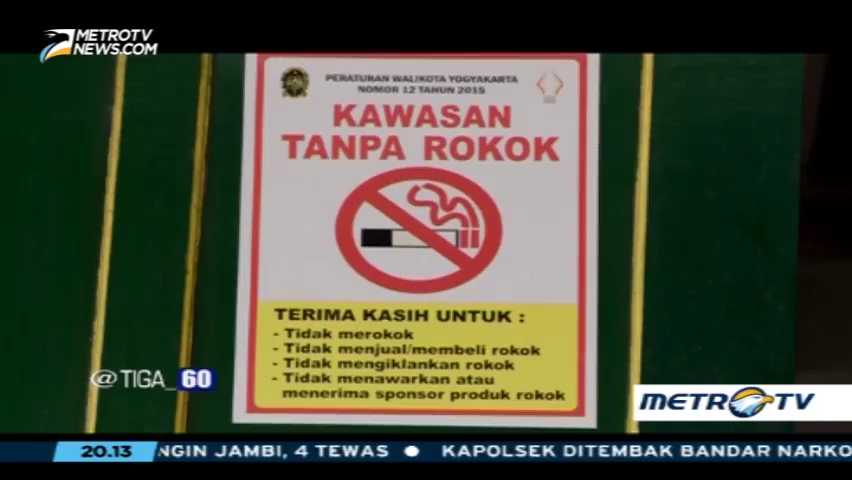 METROTV
NEWS.COM
PERATURAN WALIKOTA YOGYAKARTA
NOMOR 12 TAHUN 2015
KAWASAN
TANPA ROKOK
TERIMA KASIH UNTUK :
- Tidak merokok
- Tidak menjual/membeli rokok
- Tidak mengiklankan rokok
- Tidak menawarkan atau
menerima sponsor produk rokok
@TIGA_60
METROTV
20.13 NGIN JAMBI, 4 TEWAS ● KAPOLSEK DITEMBAK BANDAR NARKO